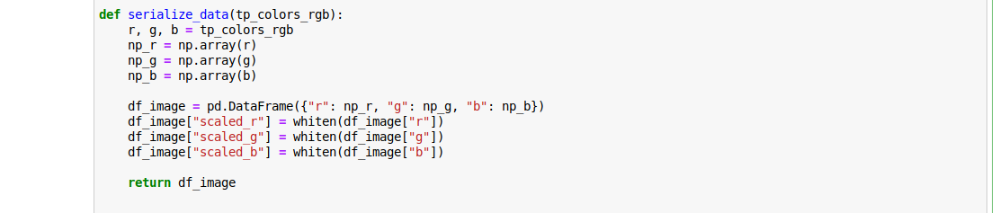 def serialize_data(tp_colors_rgb):
    r, g, b = tp_colors_rgb
    np_r = np.array(r)
    np_g = np.array(g)
    np_b = np.array(b)

    df_image = pd.DataFrame({"r": np_r, "g": np_g, "b": np_b})
    df_image["scaled_r"] = whiten(df_image["r"])
    df_image["scaled_g"] = whiten(df_image["g"])
    df_image["scaled_b"] = whiten(df_image["b"])

    return df_image